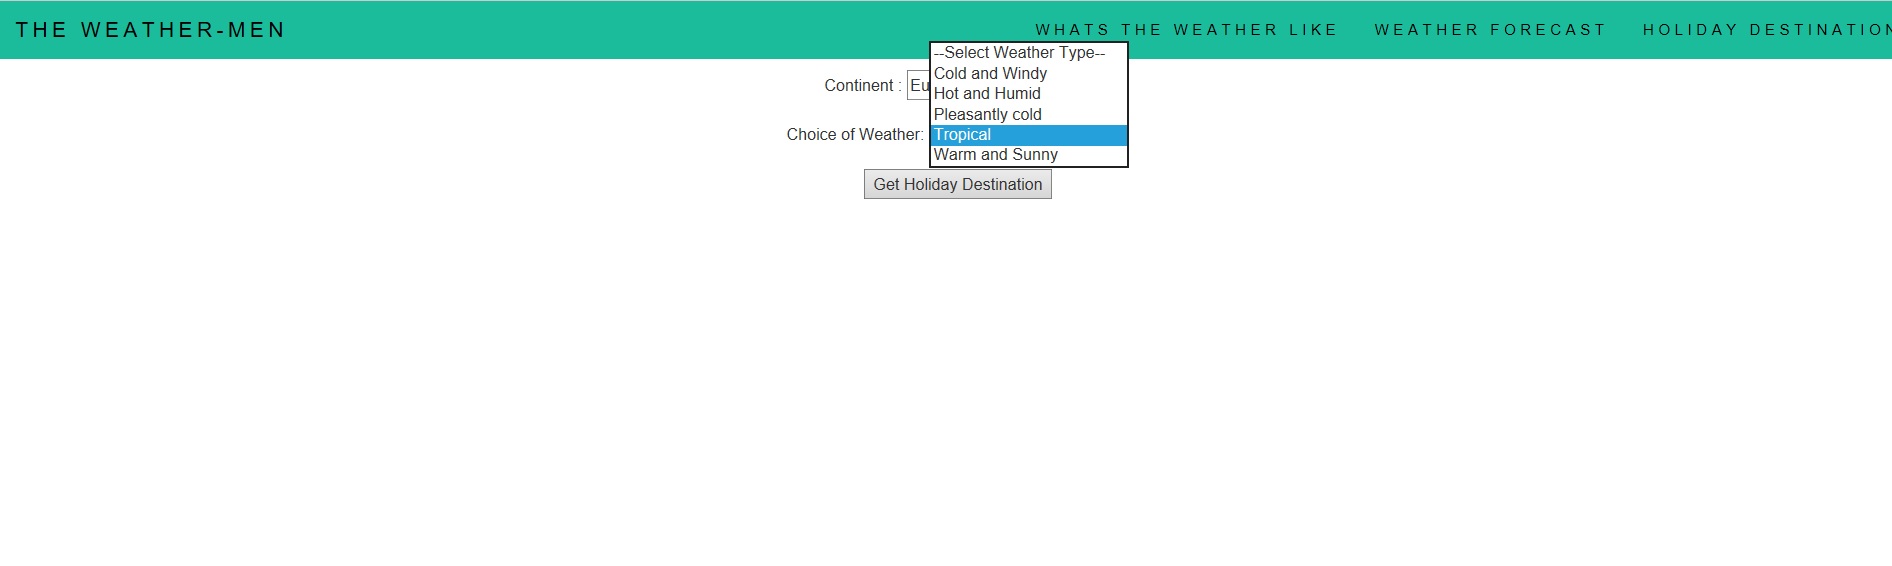 THE WEATHER-MEN
WHATS THE WEATHER LIKE
WEATHER FORECAST
HOLIDAY DESTINATION
Continent :
Eu
Choice of Weather:
--Select Weather Type--
Cold and Windy
Hot and Humid
Pleasantly cold
Tropical
Warm and Sunny
Get Holiday Destination